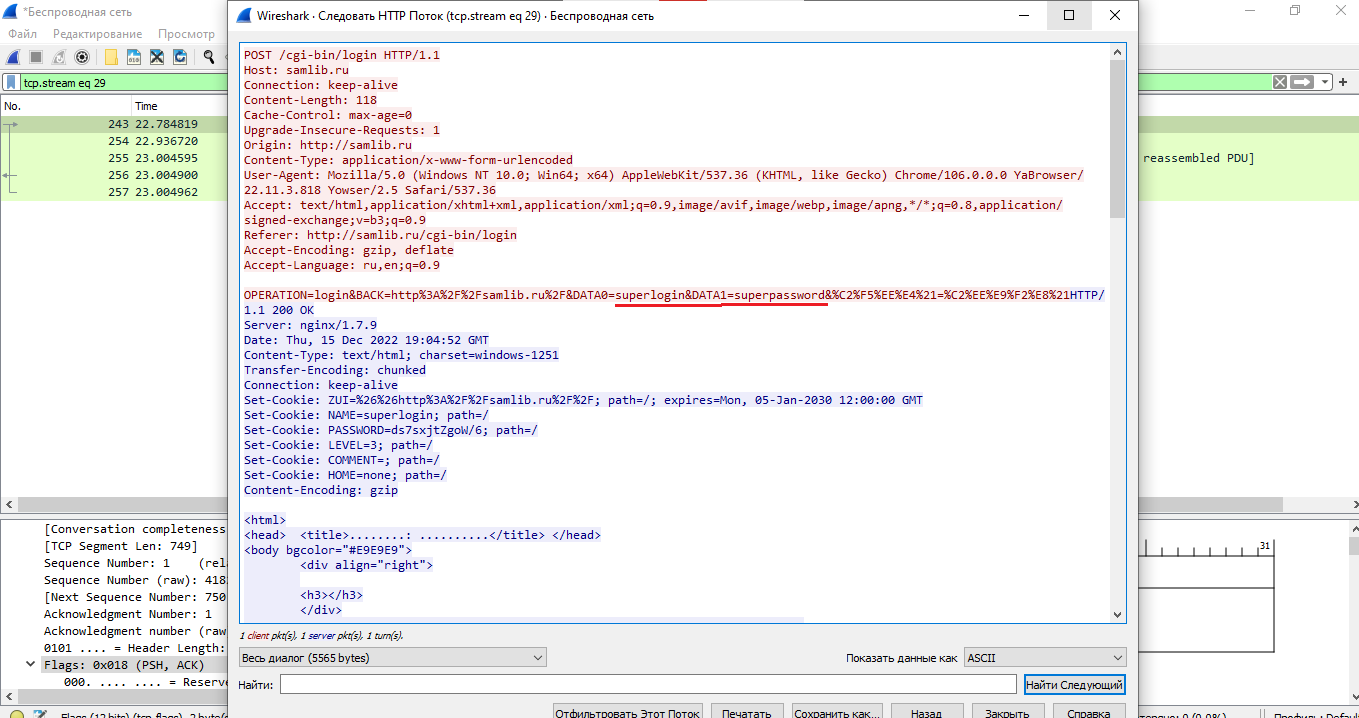 *Беспроводная сеть
Wireshark · Следовать HTTP Поток (tcp.stream eq 29) · Беспроводная сеть
Файл Редактирование Просмотр
tcp.stream eq 29
No. Time
243 22.784819
254 22.936720
255 23.004595
256 23.004900
257 23.004962
reassembled PDU]
POST /cgi-bin/login HTTP/1.1
Host: samlib.ru
Connection: keep-alive
Content-Length: 118
Cache-Control: max-age=0
Upgrade-Insecure-Requests: 1
Origin: http://samlib.ru
Content-Type: application/x-www-form-urlencoded
User-Agent: Mozilla/5.0 (Windows NT 10.0; Win64; x64) AppleWebKit/537.36 (KHTML, like Gecko) Chrome/106.0.0.0 YaBrowser/
22.11.3.818 Yowser/2.5 Safari/537.36
Accept: text/html,application/xhtml+xml,application/xml;q=0.9,image/avif,image/webp,image/apng,*/*;q=0.8,application/
signed-exchange;v=b3;q=0.9
Referer: http://samlib.ru/cgi-bin/login
Accept-Encoding: gzip, deflate
Accept-Language: ru,en;q=0.9
OPERATION=login&BACK=http%3A%2F%2Fsamlib.ru%2F&DATA0=superlogin&DATA1=superpassword&%C2%F5%EE%E4%21=%C2%EE%E9%F2%E8%21HTTP/
1.1 200 OK
Server: nginx/1.7.9
Date: Thu, 15 Dec 2022 19:04:52 GMT
Content-Type: text/html; charset=windows-1251
Transfer-Encoding: chunked
Connection: keep-alive
Set-Cookie: ZUI=%26%26http%3A%2F%2Fsamlib.ru%2F%2F; path=/; expires=Mon, 05-Jan-2030 12:00:00 GMT
Set-Cookie: NAME=superlogin; path=/
Set-Cookie: PASSWORD=ds7sxjtZgoW/6; path=/
Set-Cookie: LEVEL=3; path=/
Set-Cookie: COMMENT=; path=/
Set-Cookie: HOME=none; path=/
Content-Encoding: gzip
<html>
<head> <title>........: ..........</title> </head>
<body bgcolor="#E9E9E9">
<div align="right">
<h3></h3>
</div>
[Conversation completeness
[TCP Segment Len: 749]
Sequence Number: 1 (rela
Sequence Number (raw): 418
[Next Sequence Number: 750
Acknowledgment Number: 1
Acknowledgment number (raw
0101 .... = Header Length:
Flags: 0x018 (PSH, ACK)
000. .... .... = Reserve
31
1 client pkt(s), 1 server pkt(s), 1 turn(s).
Весь диалог (5565 bytes) Показать данные как ASCII
Найти: Найти Следующий
Отфильтровать Этот Поток Печатать Сохранить как... Назад Закрыть Справка
Flags (12 bits) (tcp.flags), 2 byte(s